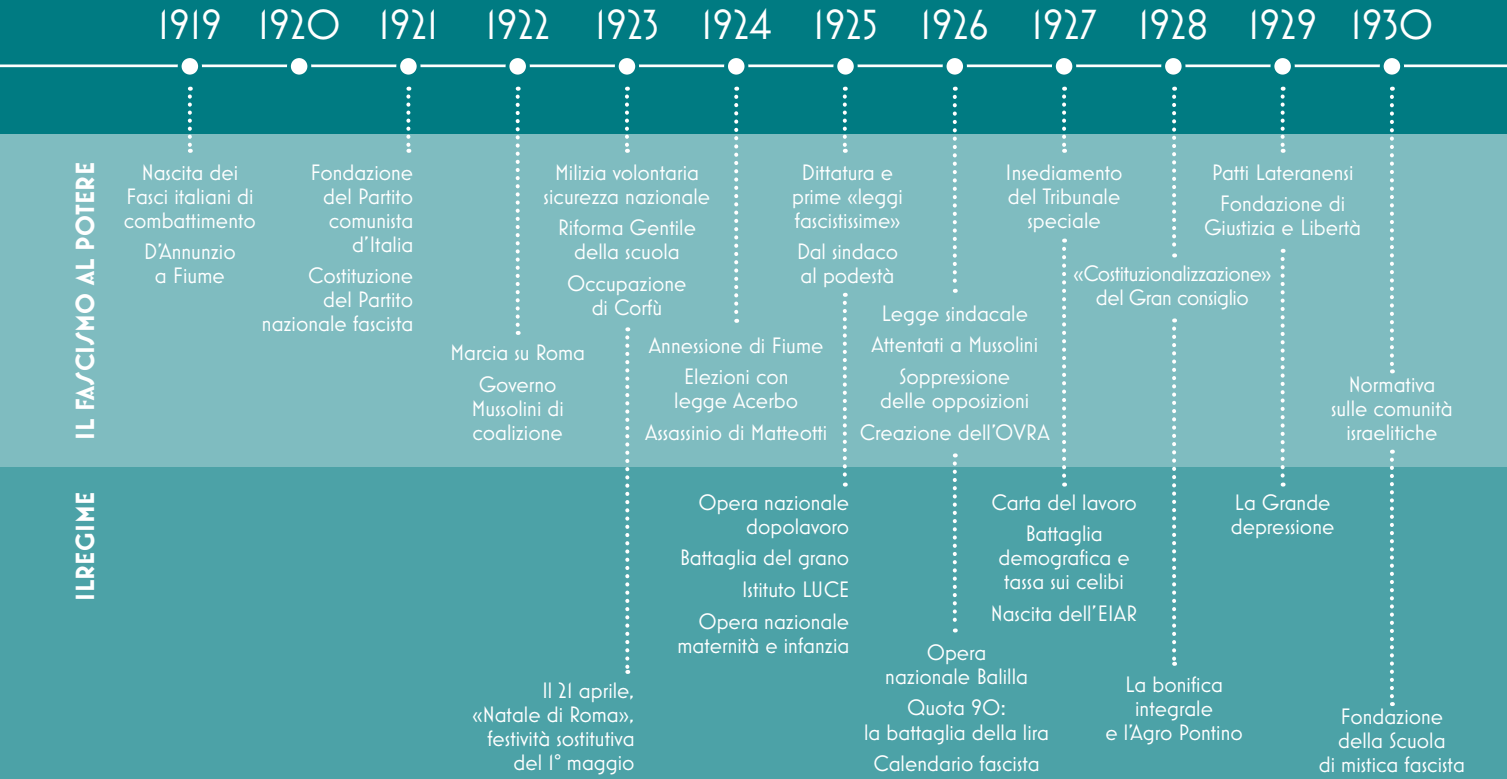 1919 1920 1921 1922 1923 1924 1925 1926 1927 1928 1929 1930
IL FASCISMO AL POTERE
Nascita dei
Fasci italiani di
combattimento
D'Annunzio
a Fiume
Fondazione
del Partito
comunista
d'Italia
Costituzione
del Partito
nazionale fascista
Marcia su Roma
Governo
Mussolini di
coalizione
Milizia volontaria
sicurezza nazionale
Riforma Gentile
della scuola
Occupazione
di Corfù
Annessione di Fiume
Elezioni con
legge Acerbo
Assassinio di Matteotti
Dittatura e
prime «leggi
fascistissime»
Dal sindaco
al podestà
Legge sindacale
Attentati a Mussolini
Soppressione
delle opposizioni
Creazione dell'OVRA
Insediamento
del Tribunale
speciale
«Costituzionalizzazione»
del Gran consiglio
Patti Lateranensi
Fondazione di
Giustizia e Libertà
Normativa
sulle comunità
israelitiche
ILREGIME
Il 21 aprile,
«Natale di Roma»,
festività sostitutiva
del 1° maggio
Opera nazionale
dopolavoro
Battaglia del grano
Istituto LUCE
Opera nazionale
maternità e infanzia
Opera
nazionale Balilla
Quota 90:
la battaglia della lira
Calendario fascista
Carta del lavoro
Battaglia
demografica e
tassa sui celibi
Nascita dell'EIAR
La bonifica
integrale
e l'Agro Pontino
La Grande
depressione
Fondazione
della Scuola
di mistica fascista